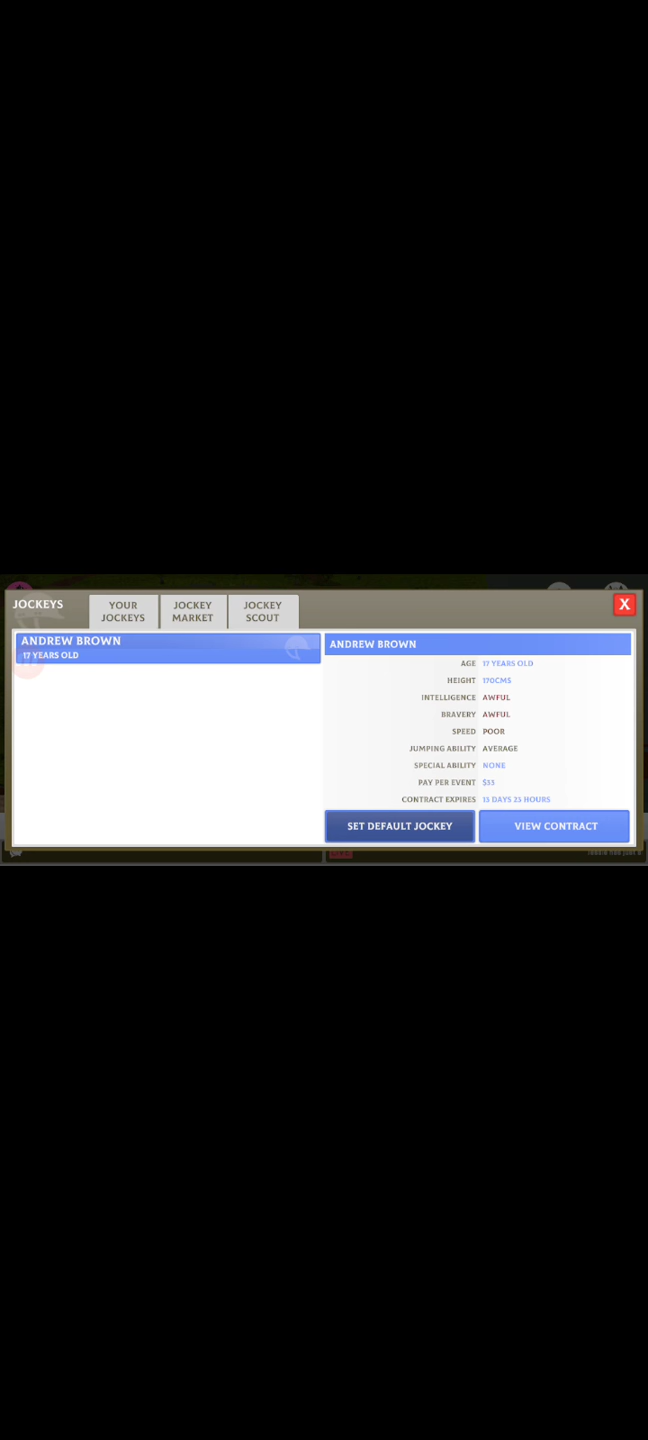 JOCKEYS
YOUR
JOCKEYS
JOCKEY
MARKET
JOCKEY
SCOUT
X
ANDREW BROWN
17 YEARS OLD
ANDREW BROWN
AGE 17 YEARS OLD
HEIGHT 170CMS
INTELLIGENCE AWFUL
BRAVERY AWFUL
SPEED POOR
JUMPING ABILITY AVERAGE
SPECIAL ABILITY NONE
PAY PER EVENT $33
CONTRACT EXPIRES 13 DAYS 23 HOURS
SET DEFAULT JOCKEY
VIEW CONTRACT